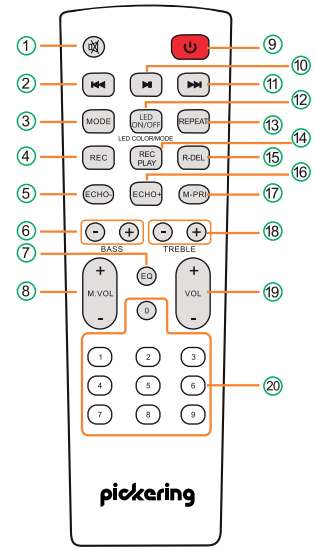 1 9
10
2 11
12
3 MODE LED ON/OFF REPEAT 13
LED COLOR/MODE
14
4 REC REC PLAY R-DEL 15
16
5 ECHO- ECHO+ M-PRI 17
6 - + - + 18
BASS TREBLE
7 EQ
8 + M.VOL - + VOL - 19
0
1 2 3
4 5 6 20
7 8 9
pickering